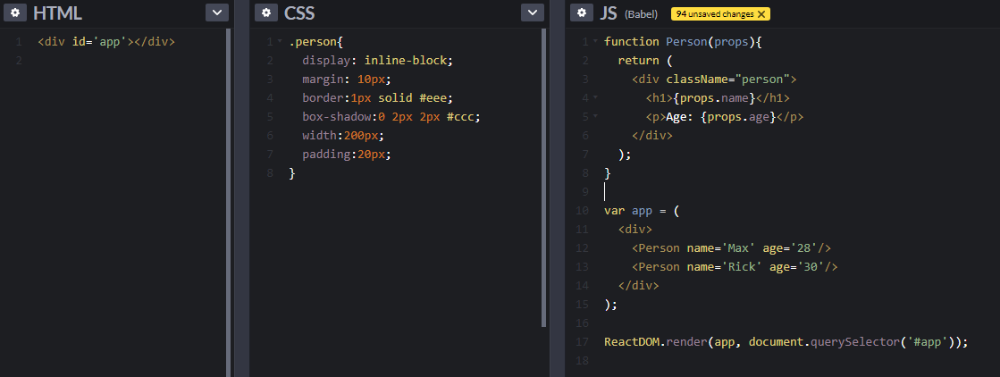 HTML
1 <div id='app'></div>
2
CSS
1 .person{
2   display: inline-block;
3   margin: 10px;
4   border:1px solid #eee;
5   box-shadow:0 2px 2px #ccc;
6   width:200px;
7   padding:20px;
8 }
JS (Babel) 94 unsaved changes X
1 function Person(props){
2   return (
3     <div className="person">
4       <h1>{props.name}</h1>
5       <p>Age: {props.age}</p>
6     </div>
7   );
8 }
9
10 var app = (
11   <div>
12     <Person name='Max' age='28'/>
13     <Person name='Rick' age='30'/>
14   </div>
15 );
16
17 ReactDOM.render(app, document.querySelector('#app'));
18